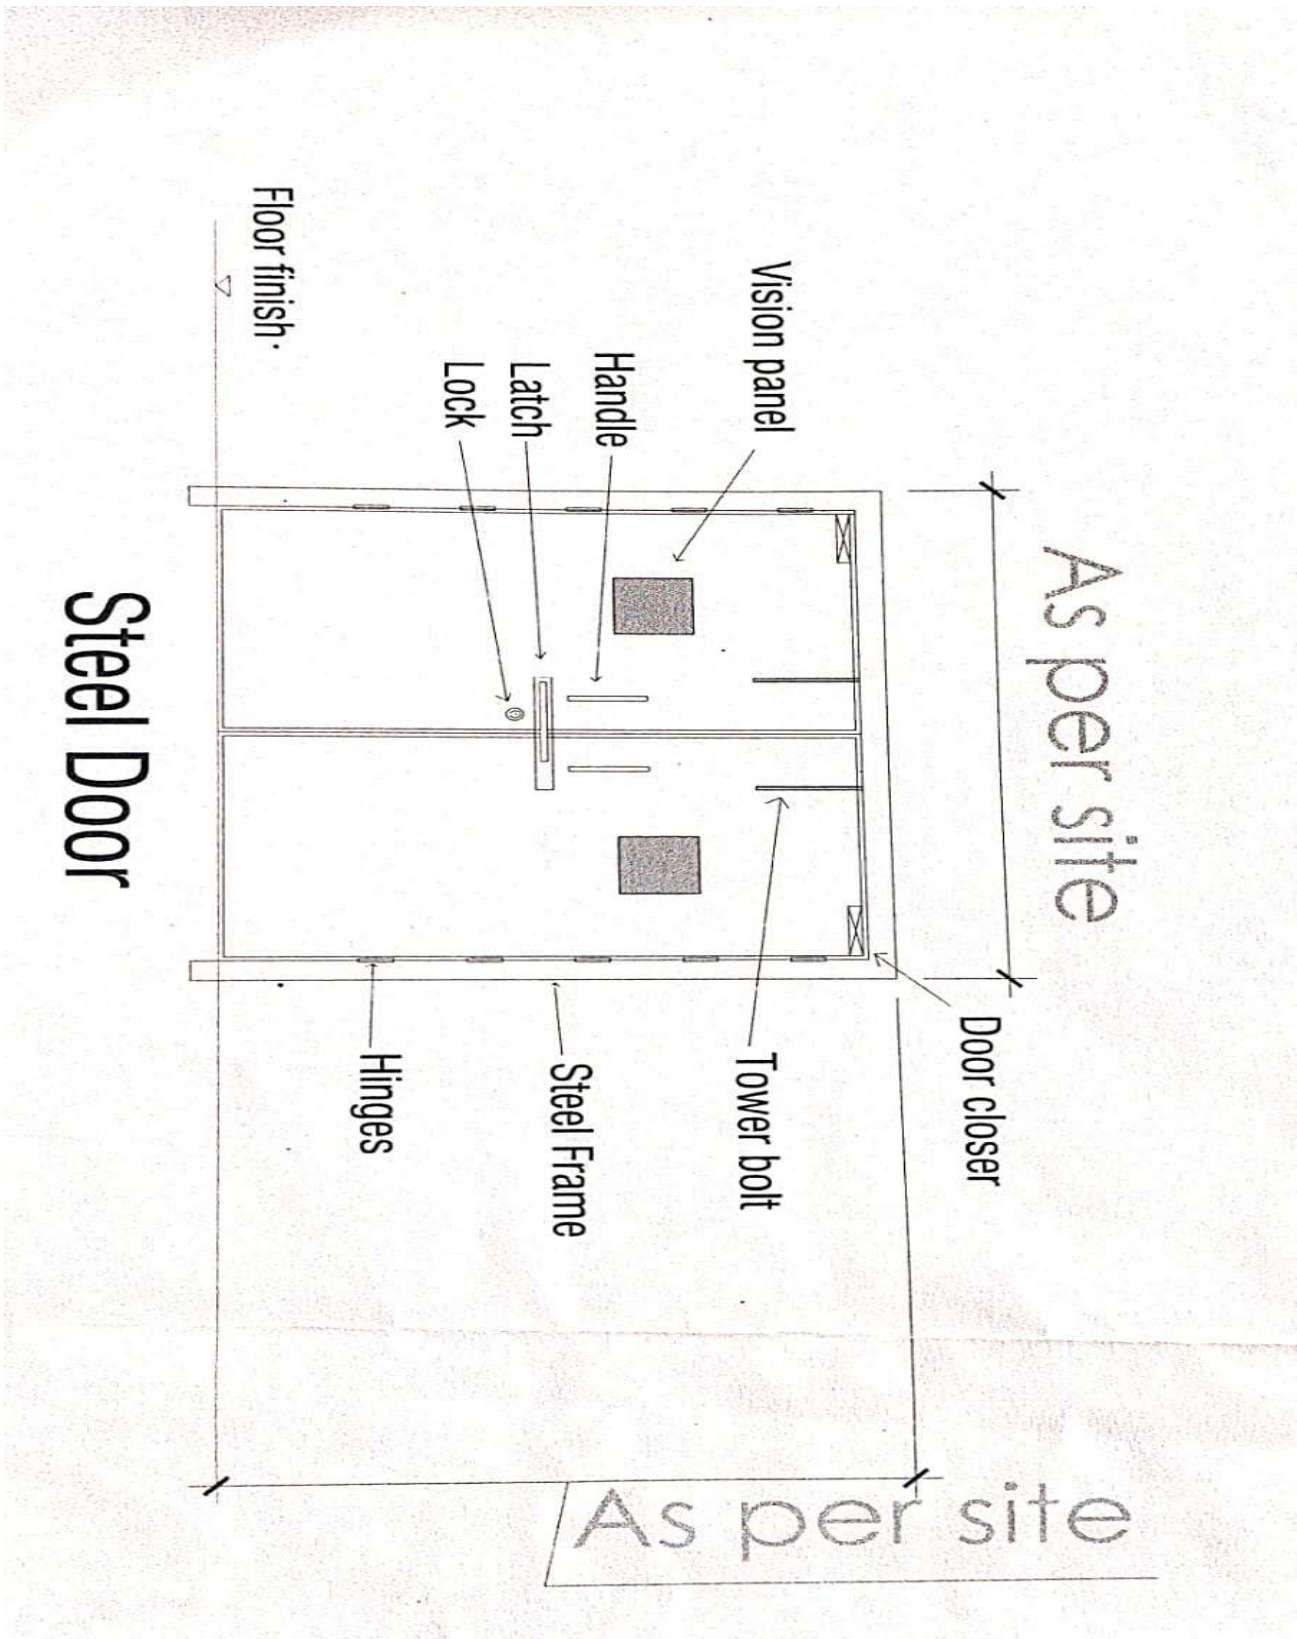 As per site
Door closer
Vision panel
Tower bolt
Handle
Latch
Steel Frame
Lock
Hinges
Floor finish
Steel Door
As per site